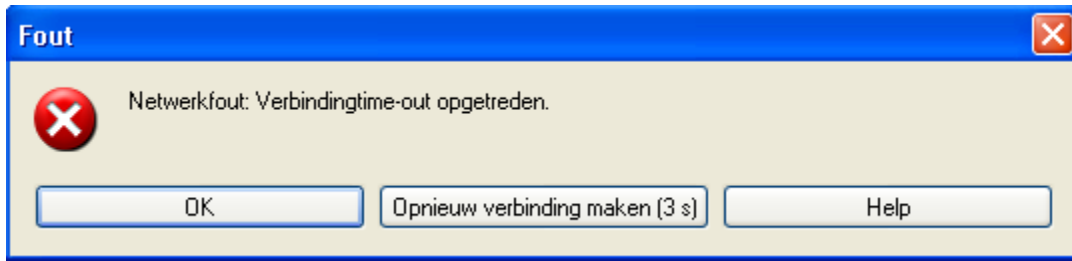 Fout
Netwerkfout: Verbindingtime-out opgetreden.
OK
Opnieuw verbinding maken (3 s)
Help